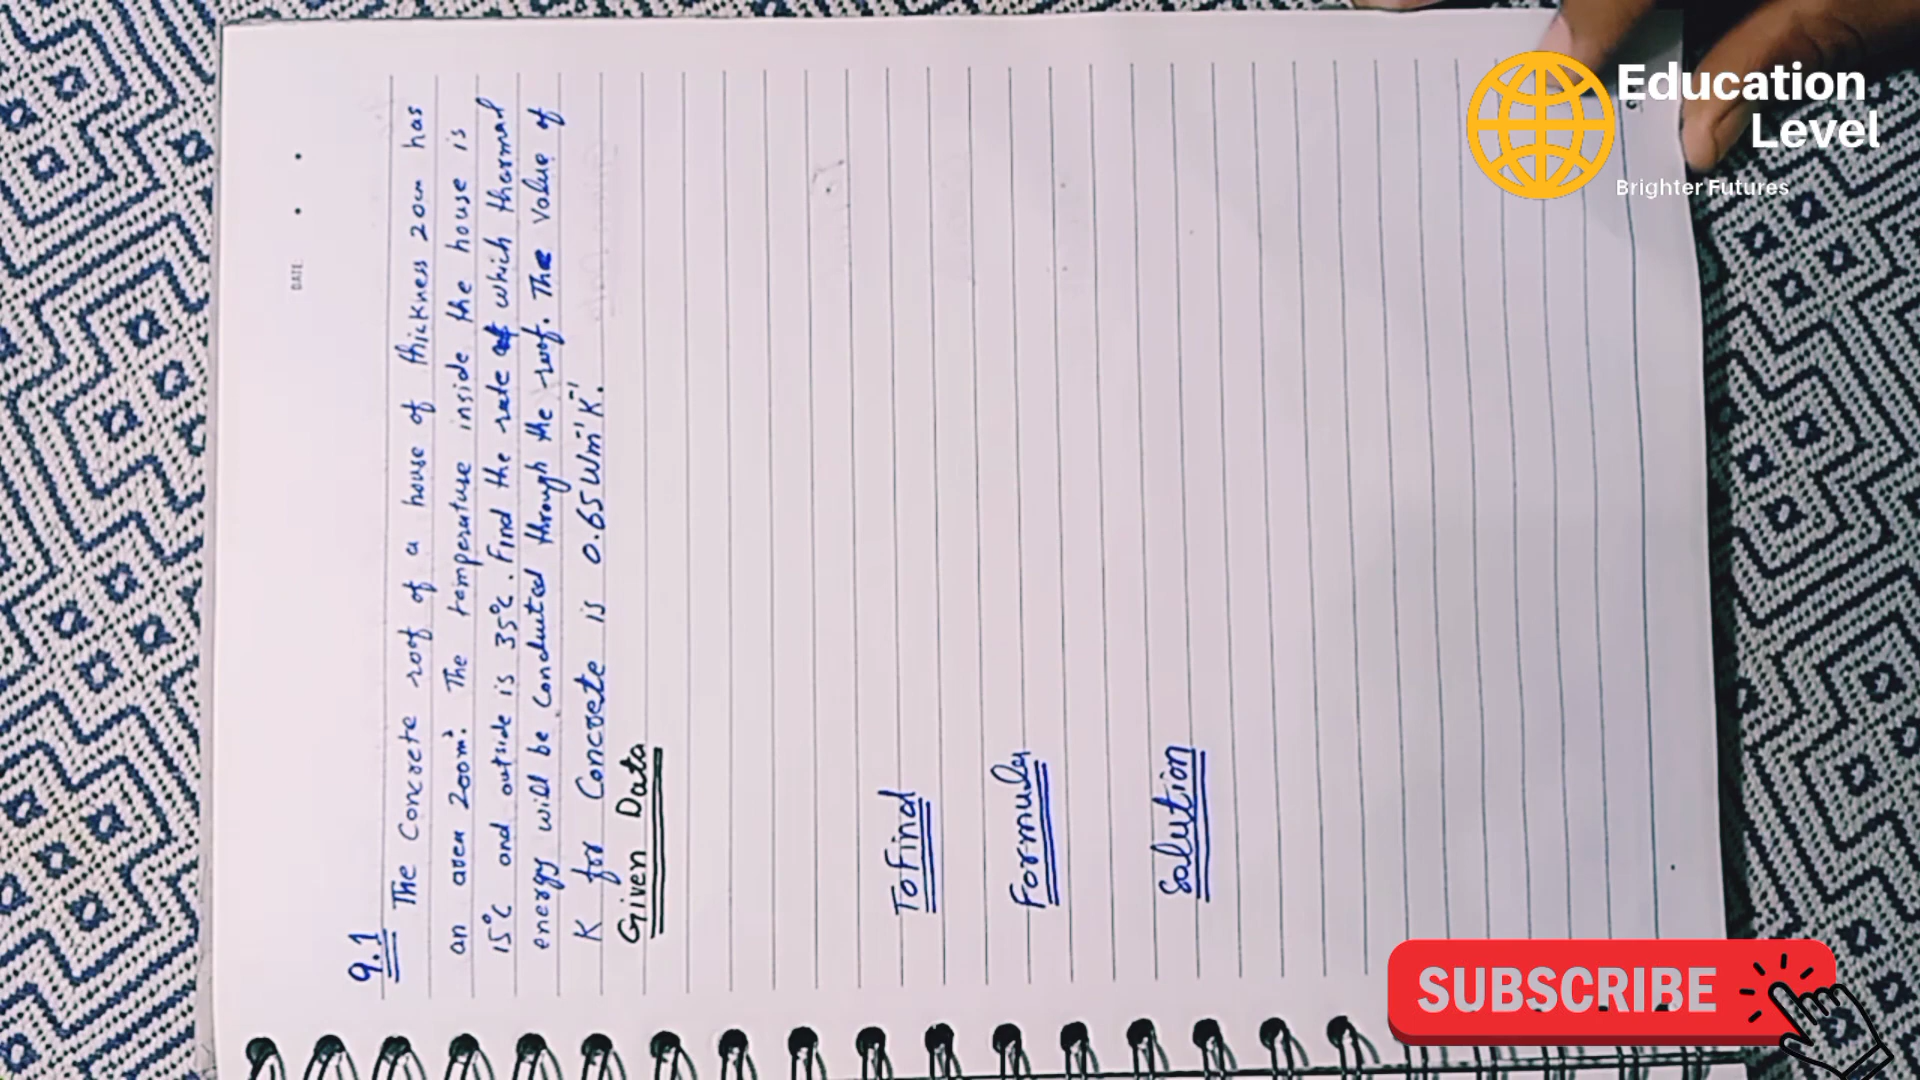 DATE:
9.1
The Concrete roof of a house of thickness 20cm has
an area 200m². The temperature inside the house is
15°C and outside is 35°C. Find the rate at which thermal
energy will be Conducted through the roof. The value of
K for Concrete is 0.65Wm⁻¹K⁻¹.
Given Data
To Find
Formula
Solution
Education
Level
Brighter Futures
SUBSCRIBE